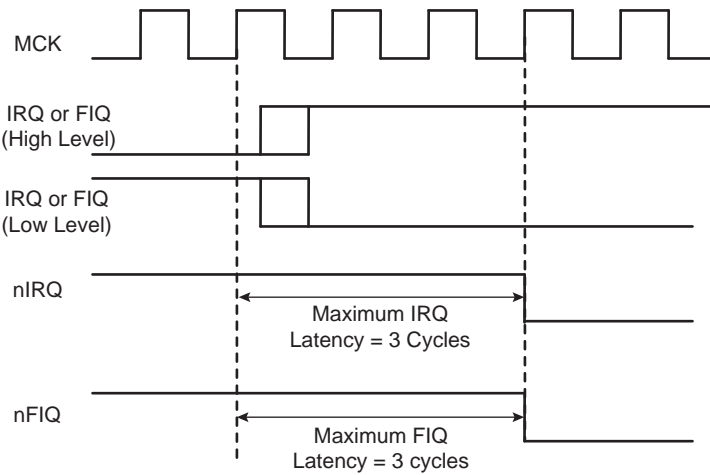 MCK
IRQ or FIQ
(High Level)
IRQ or FIQ
(Low Level)
nIRQ
Maximum IRQ
Latency = 3 Cycles
nFIQ
Maximum FIQ
Latency = 3 cycles